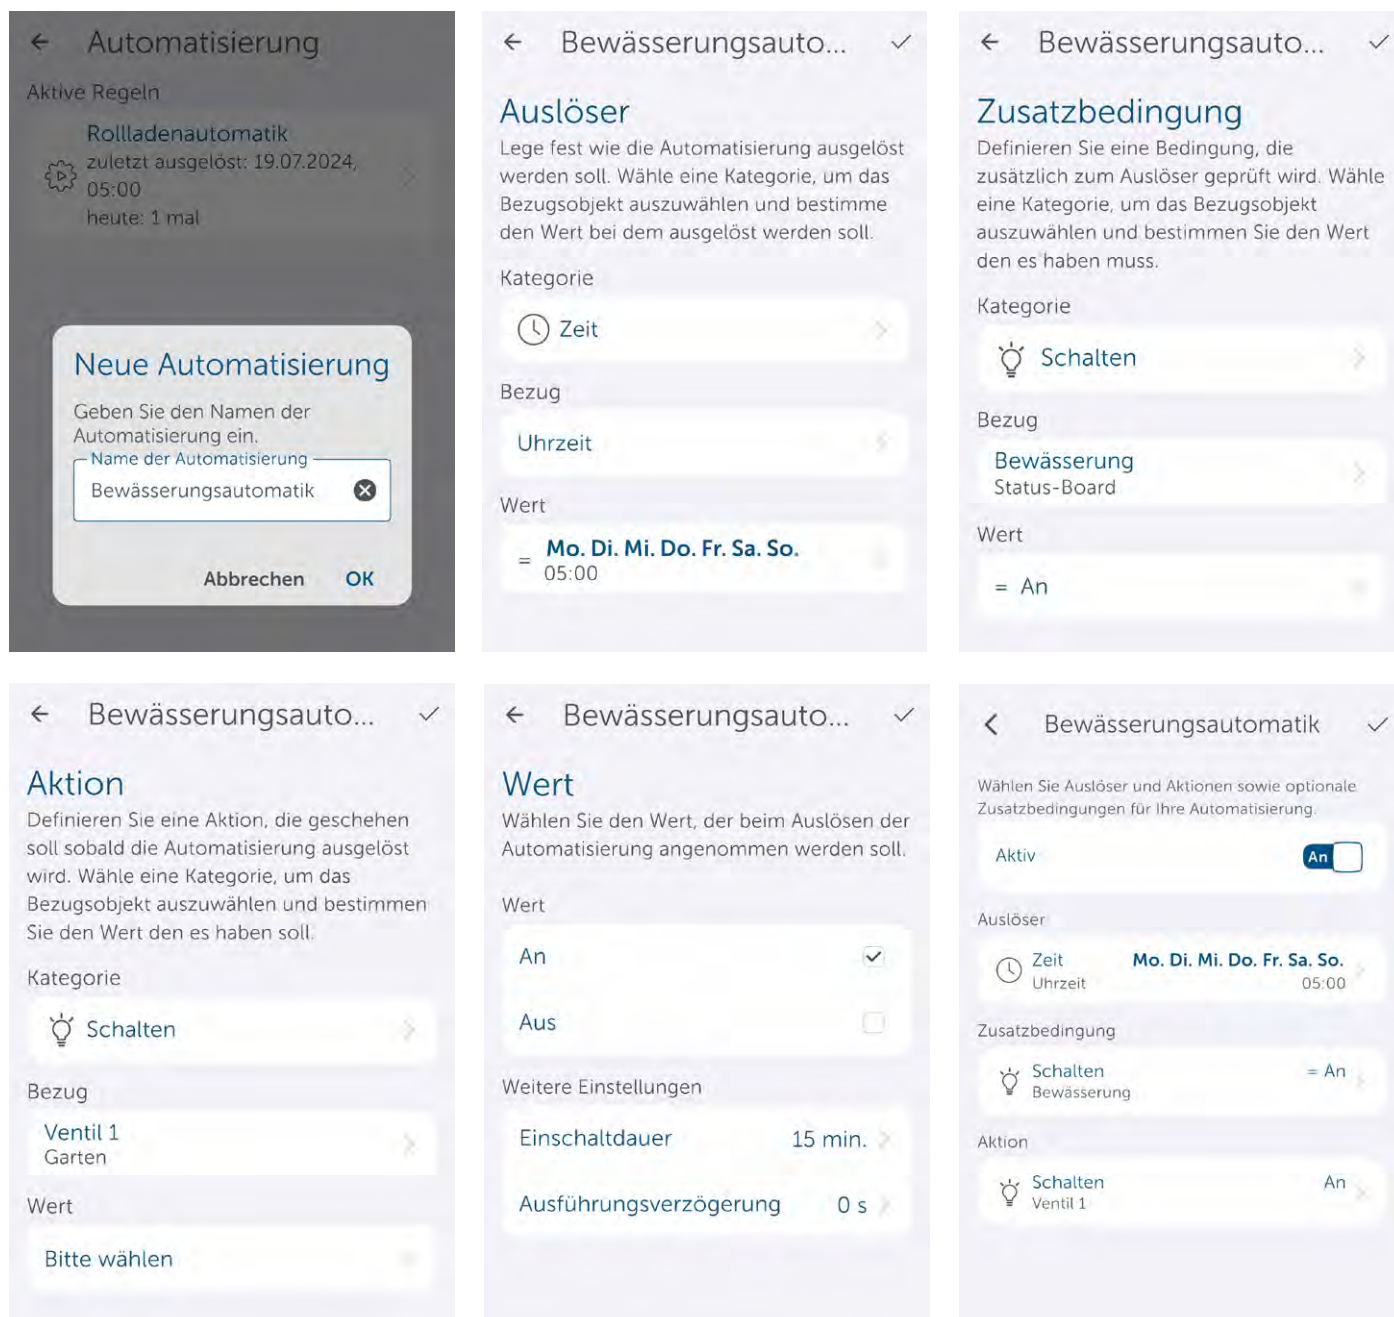 Automatisierung
Aktive Regeln
Rollladenautomatik
zuletzt ausgelöst: 19.07.2024,
05:00
heute: 1 mal
Neue Automatisierung
Geben Sie den Namen der
Automatisierung ein.
Name der Automatisierung
Bewässerungsautomatik
Abbrechen OK
Bewässerungsauto...
Auslöser
Lege fest wie die Automatisierung ausgelöst
werden soll. Wähle eine Kategorie, um das
Bezugsobjekt auszuwählen und bestimme
den Wert bei dem ausgelöst werden soll.
Kategorie
Zeit
Bezug
Uhrzeit
Wert
= Mo. Di. Mi. Do. Fr. Sa. So.
05:00
Bewässerungsauto...
Zusatzbedingung
Definieren Sie eine Bedingung, die
zusätzlich zum Auslöser geprüft wird. Wähle
eine Kategorie, um das Bezugsobjekt
auszuwählen und bestimmen Sie den Wert
den es haben muss.
Kategorie
Schalten
Bezug
Bewässerung
Status-Board
Wert
= An
Bewässerungsauto...
Aktion
Definieren Sie eine Aktion, die geschehen
soll sobald die Automatisierung ausgelöst
wird. Wähle eine Kategorie, um das
Bezugsobjekt auszuwählen und bestimmen
Sie den Wert den es haben soll.
Kategorie
Schalten
Bezug
Ventil 1
Garten
Wert
Bitte wählen
Bewässerungsauto...
Wert
Wählen Sie den Wert, der beim Auslösen der
Automatisierung angenommen werden soll.
Wert
An
Aus
Weitere Einstellungen
Einschaltdauer 15 min.
Ausführungsverzögerung 0 s
Bewässerungsautomatik
Wählen Sie Auslöser und Aktionen sowie optionale
Zusatzbedingungen für Ihre Automatisierung.
Aktiv An
Auslöser
Zeit Mo. Di. Mi. Do. Fr. Sa. So.
Uhrzeit 05:00
Zusatzbedingung
Schalten = An
Bewässerung
Aktion
Schalten An
Ventil 1